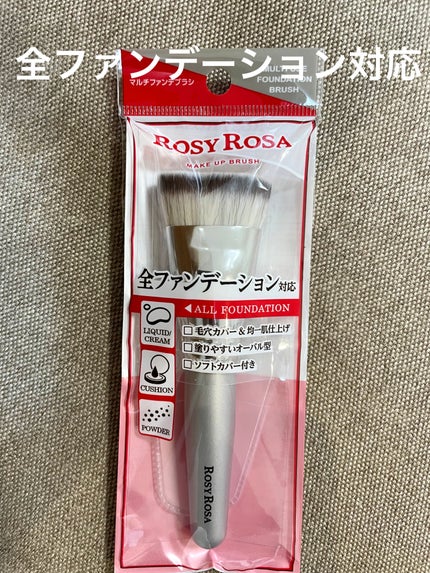 全ファンデーション対応
マルチファンデブラシ
MULTI USE
FOUNDATION
BRUSH
ROSY ROSA
MAKE UP BRUSH
全ファンデーション対応
◀ALL FOUNDATION
LIQUID/
CREAM
□毛穴カバー&均一肌仕上げ
□塗りやすいオーバル型
□ソフトカバー付き
CUSHION
POWDER
ROSY ROSA